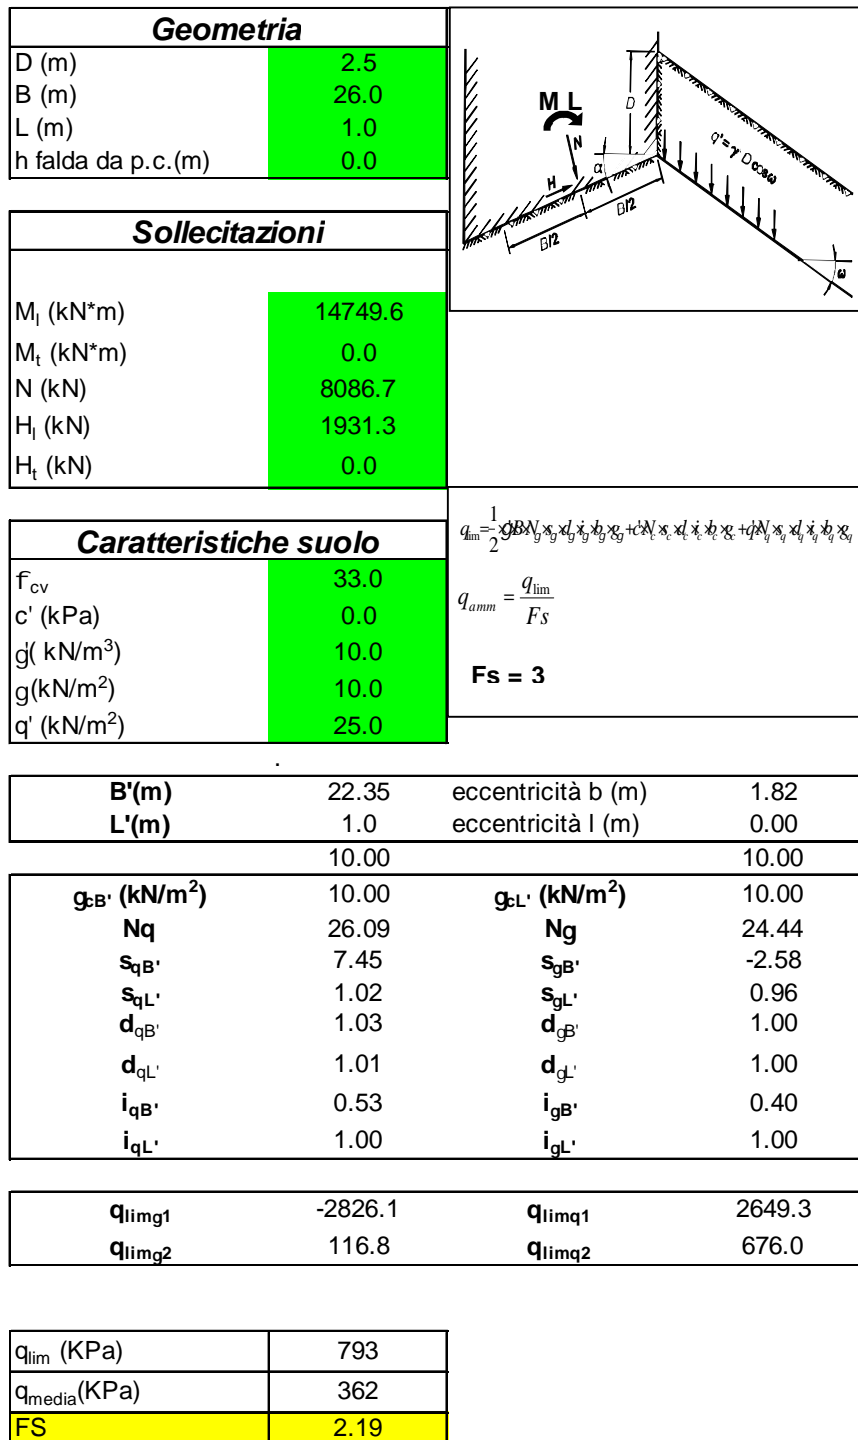 Geometria
D (m) 2.5
B (m) 26.0
L (m) 1.0
h falda da p.c.(m) 0.0
M L
D
N
H
α
B/2
B/2
q'=γ' D cosω
ω
Sollecitazioni
Ml (kN*m) 14749.6
Mt (kN*m) 0.0
N (kN) 8086.7
Hl (kN) 1931.3
Ht (kN) 0.0
Caratteristiche suolo
fcv 33.0
c' (kPa) 0.0
g'( kN/m3) 10.0
g(kN/m2) 10.0
q' (kN/m2) 25.0
qamm = qlim / Fs
Fs = 3
.
B'(m) 22.35 eccentricità b (m) 1.82
L'(m) 1.0 eccentricità l (m) 0.00
10.00 10.00
gcB' (kN/m2) 10.00 gcL' (kN/m2) 10.00
Nq 26.09 Ng 24.44
sqB' 7.45 sgB' -2.58
sqL' 1.02 sgL' 0.96
dqB' 1.03 dgB' 1.00
dqL' 1.01 dgL' 1.00
iqB' 0.53 igB' 0.40
iqL' 1.00 igL' 1.00
qlimg1 -2826.1 qlimq1 2649.3
qlimg2 116.8 qlimq2 676.0
qlim (KPa) 793
qmedia(KPa) 362
FS 2.19